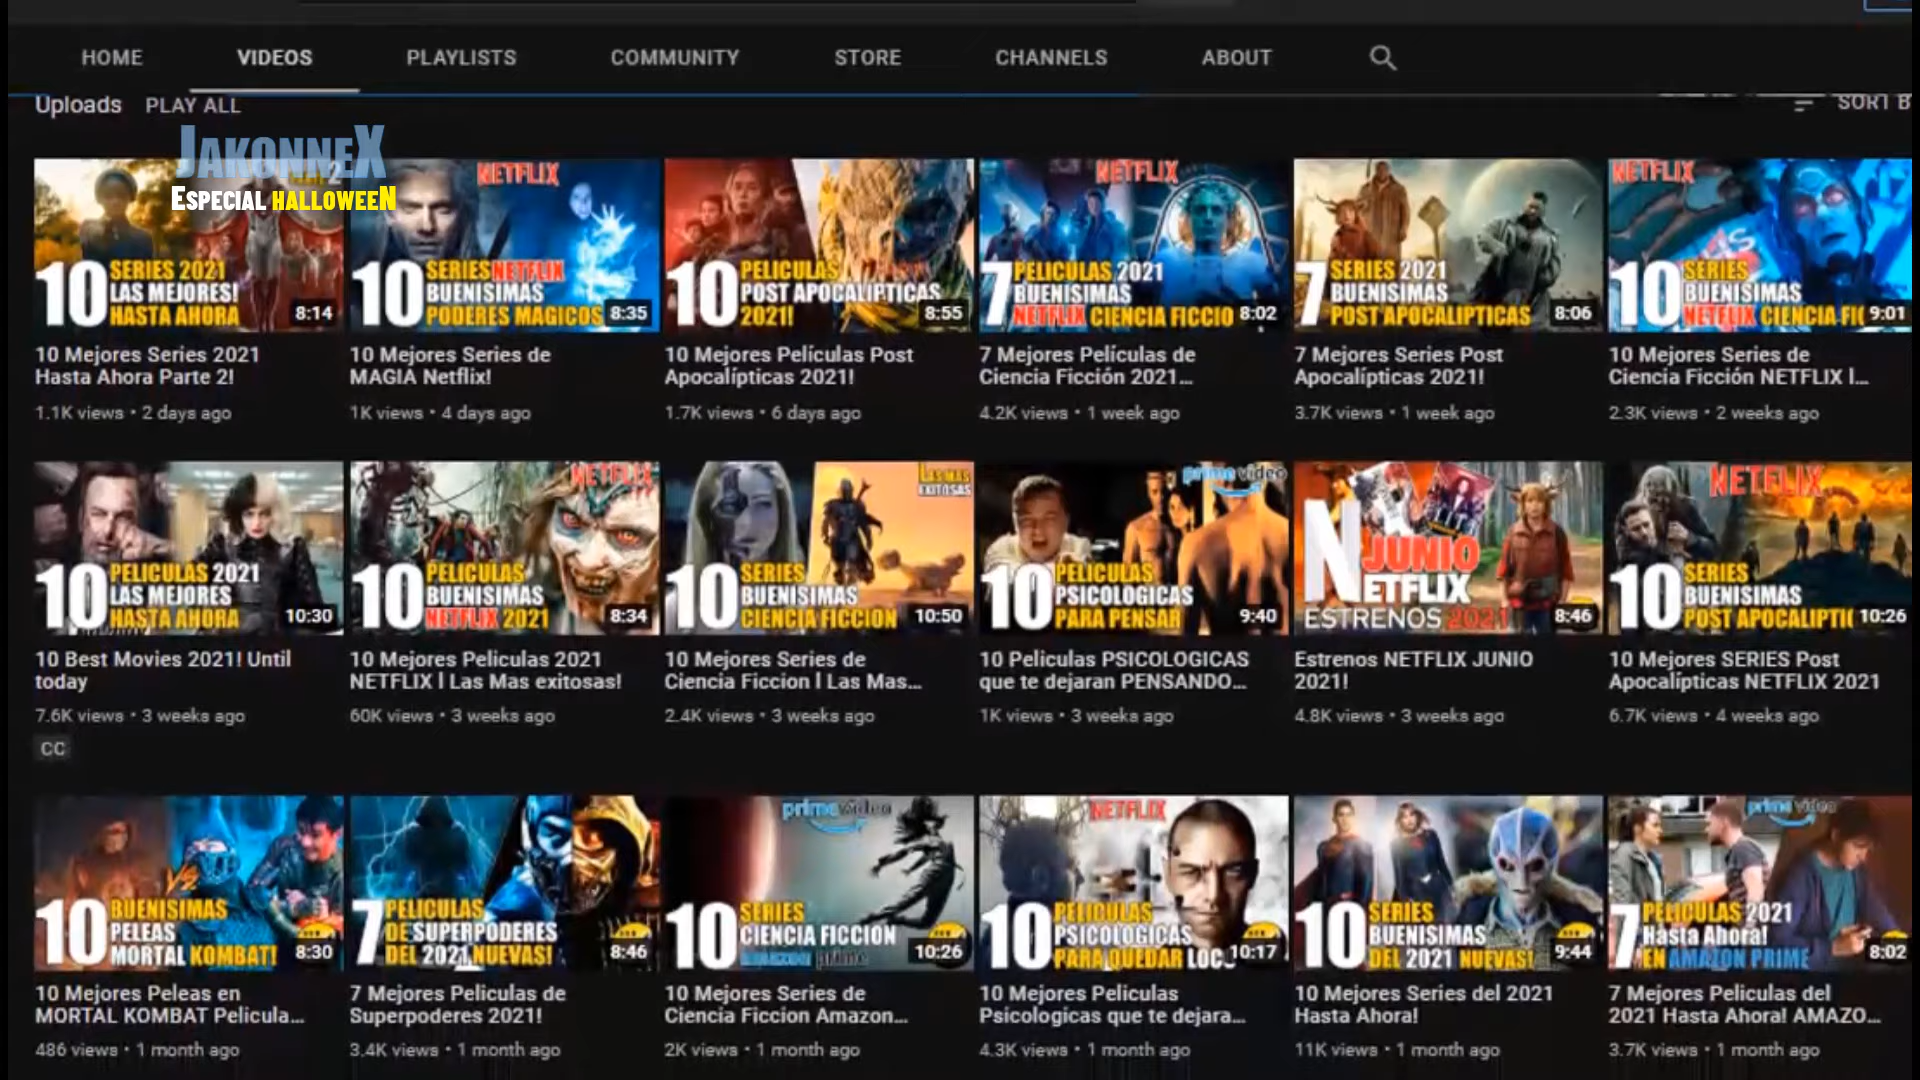 HOME VIDEOS PLAYLISTS COMMUNITY STORE CHANNELS ABOUT
Uploads PLAY ALL SORT B
JAKONNEX
ESPECIAL HALLOWEEN
10 SERIES 2021
LAS MEJORES!
HASTA AHORA
8:14
NETFLIX
10 SERIES NETFLIX
BUENISIMAS
PODERES MAGICOS
8:35
10 PELICULAS
POST APOCALIPTICAS
2021!
8:55
NETFLIX
7 PELICULAS 2021
BUENISIMAS
NETFLIX CIENCIA FICCIO
8:02
7 SERIES 2021
BUENISIMAS
POST APOCALIPTICAS
8:06
NETFLIX
10 SERIES
BUENISIMAS
NETFLIX CIENCIA FIC
9:01
10 Mejores Series 2021
Hasta Ahora Parte 2!
1.1K views • 2 days ago
10 Mejores Series de
MAGIA Netflix!
1K views • 4 days ago
10 Mejores Películas Post
Apocalípticas 2021!
1.7K views • 6 days ago
7 Mejores Películas de
Ciencia Ficción 2021...
4.2K views • 1 week ago
7 Mejores Series Post
Apocalípticas 2021!
3.7K views • 1 week ago
10 Mejores Series de
Ciencia Ficción NETFLIX l...
2.3K views • 2 weeks ago
10 PELICULAS 2021
LAS MEJORES
HASTA AHORA
10:30
NETFLIX
10 PELICULAS
BUENISIMAS
NETFLIX 2021
8:34
LAS MAS
EXITOSAS
10 SERIES
BUENISIMAS
CIENCIA FICCION
10:50
prime video
10 PELICULAS
PSICOLOGICAS
PARA PENSAR
9:40
N JUNIO
NETFLIX
ESTRENOS 2021
8:46
NETFLIX
10 SERIES
BUENISIMAS
POST APOCALIPTI
10:26
10 Best Movies 2021! Until
today
7.6K views • 3 weeks ago
CC
10 Mejores Peliculas 2021
NETFLIX l Las Mas exitosas!
60K views • 3 weeks ago
10 Mejores Series de
Ciencia Ficcion l Las Mas...
2.4K views • 3 weeks ago
10 Peliculas PSICOLOGICAS
que te dejaran PENSANDO...
1K views • 3 weeks ago
Estrenos NETFLIX JUNIO
2021!
4.8K views • 3 weeks ago
10 Mejores SERIES Post
Apocalípticas NETFLIX 2021
6.7K views • 4 weeks ago
VS
10 BUENISIMAS
PELEAS
MORTAL KOMBAT!
8:30
7 PELICULAS
DE SUPERPODERES
DEL 2021 NUEVAS!
8:46
prime video
10 SERIES
CIENCIA FICCION
AMAZON prime
10:26
NETFLIX
10 PELICULAS
PSICOLOGICAS
PARA QUEDAR LOC
10:17
10 SERIES
BUENISIMAS
DEL 2021 NUEVAS!
9:44
prime video
7 PELICULAS 2021
Hasta Ahora!
EN AMAZON PRIME
8:02
10 Mejores Peleas en
MORTAL KOMBAT Pelicula...
486 views • 1 month ago
7 Mejores Peliculas de
Superpoderes 2021!
3.4K views • 1 month ago
10 Mejores Series de
Ciencia Ficcion Amazon...
2K views • 1 month ago
10 Mejores Peliculas
Psicologicas que te dejara...
4.3K views • 1 month ago
10 Mejores Series del 2021
Hasta Ahora!
11K views • 1 month ago
7 Mejores Peliculas del
2021 Hasta Ahora! AMAZO...
3.7K views • 1 month ago